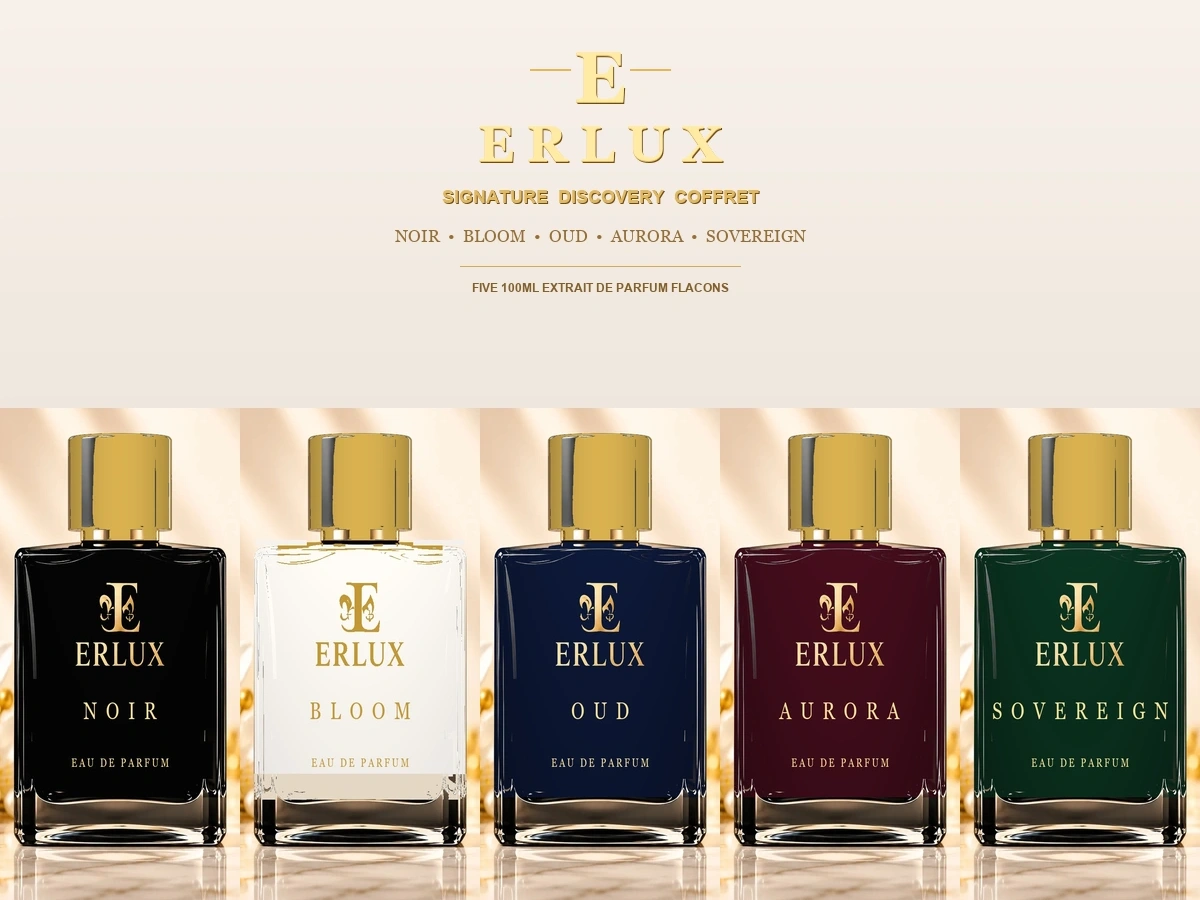 E
ERLUX
SIGNATURE DISCOVERY COFFRET
NOIR • BLOOM • OUD • AURORA • SOVEREIGN
FIVE 100ML EXTRAIT DE PARFUM FLACONS
E
ERLUX
NOIR
EAU DE PARFUM
E
ERLUX
BLOOM
EAU DE PARFUM
E
ERLUX
OUD
EAU DE PARFUM
E
ERLUX
AURORA
EAU DE PARFUM
E
ERLUX
SOVEREIGN
EAU DE PARFUM